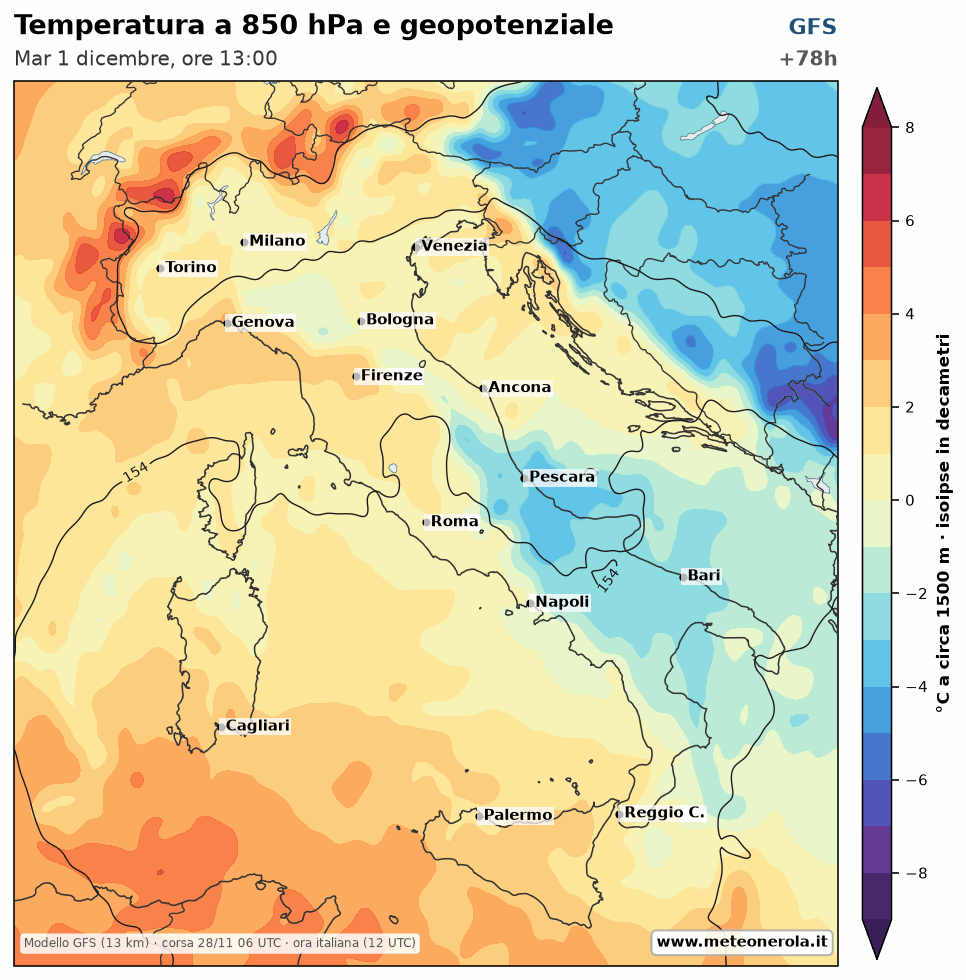 Temperatura a 850 hPa e geopotenziale
GFS
Mar 1 dicembre, ore 13:00
+78h
Milano
Venezia
Torino
Genova
Bologna
Firenze
Ancona
154
Pescara
Roma
Bari
154
Napoli
Cagliari
Palermo
Reggio C.
Modello GFS (13 km) · corsa 28/11 06 UTC · ora italiana (12 UTC)
www.meteonerola.it
8
6
4
2
0
−2
−4
−6
−8
°C a circa 1500 m · isoipse in decametri